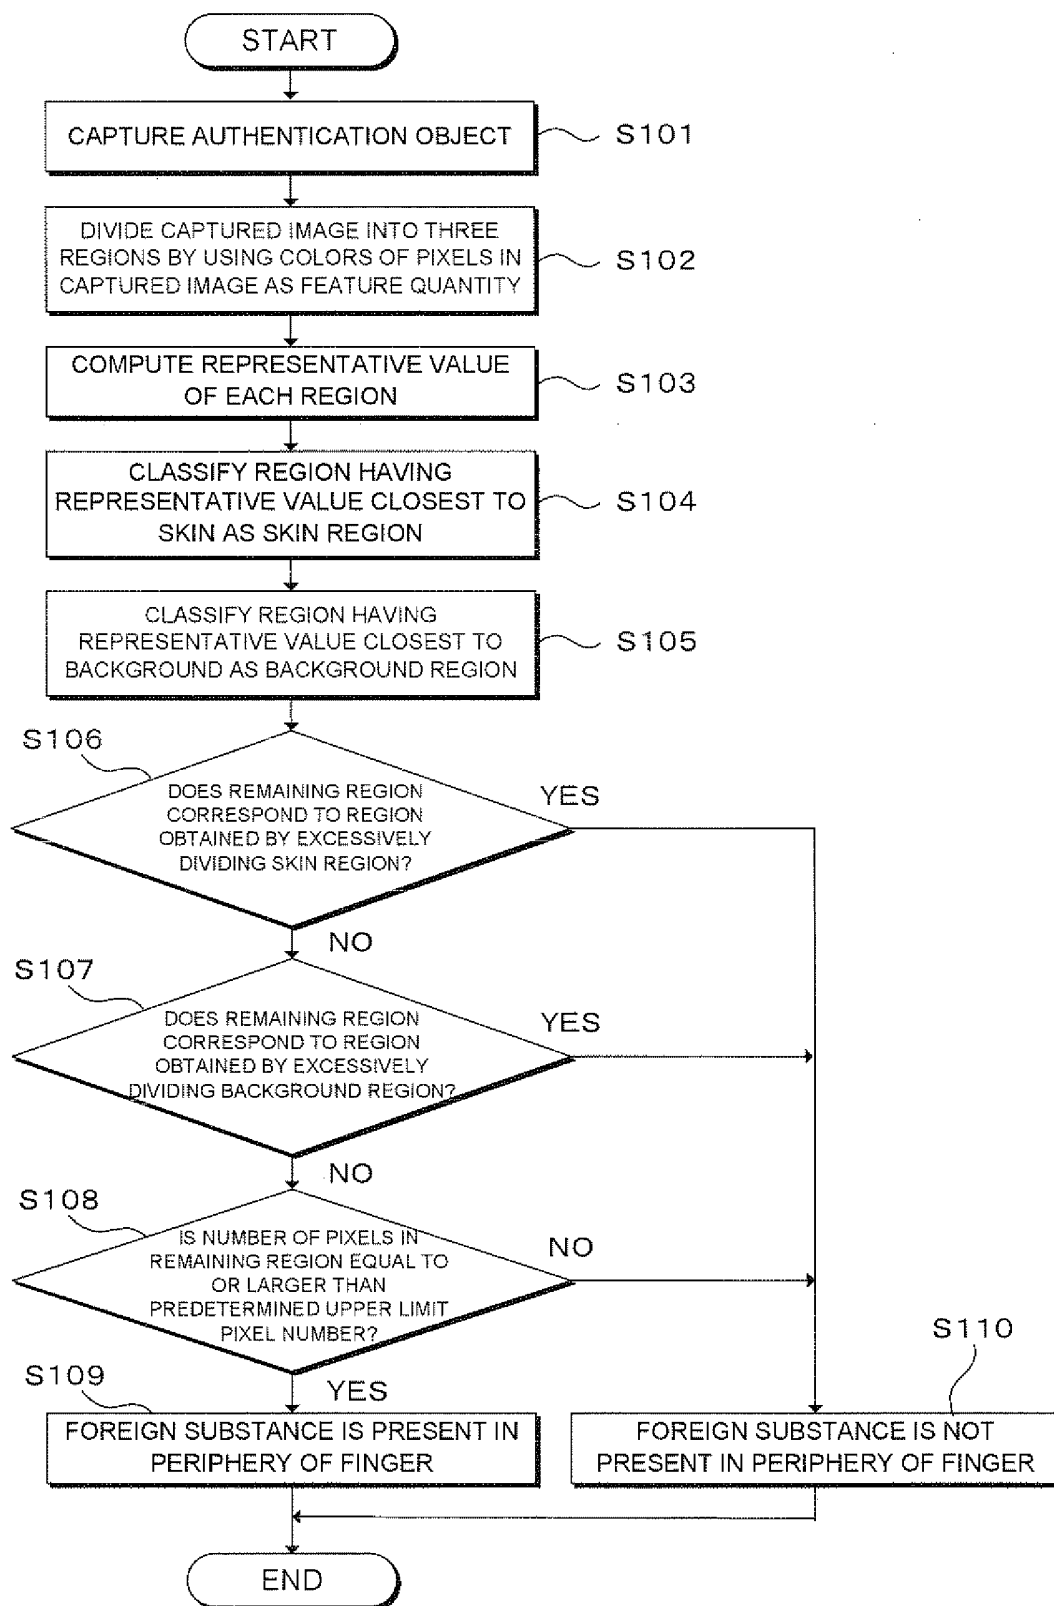 START
CAPTURE AUTHENTICATION OBJECT
S101
DIVIDE CAPTURED IMAGE INTO THREE
REGIONS BY USING COLORS OF PIXELS IN
CAPTURED IMAGE AS FEATURE QUANTITY
S102
COMPUTE REPRESENTATIVE VALUE
OF EACH REGION
S103
CLASSIFY REGION HAVING
REPRESENTATIVE VALUE CLOSEST TO
SKIN AS SKIN REGION
S104
CLASSIFY REGION HAVING
REPRESENTATIVE VALUE CLOSEST TO
BACKGROUND AS BACKGROUND REGION
S105
S106
DOES REMAINING REGION
CORRESPOND TO REGION
OBTAINED BY EXCESSIVELY
DIVIDING SKIN REGION?
YES
NO
S107
DOES REMAINING REGION
CORRESPOND TO REGION
OBTAINED BY EXCESSIVELY
DIVIDING BACKGROUND REGION?
YES
NO
S108
IS NUMBER OF PIXELS IN
REMAINING REGION EQUAL TO
OR LARGER THAN
PREDETERMINED UPPER LIMIT
PIXEL NUMBER?
NO
YES
S109
FOREIGN SUBSTANCE IS PRESENT IN
PERIPHERY OF FINGER
S110
FOREIGN SUBSTANCE IS NOT
PRESENT IN PERIPHERY OF FINGER
END